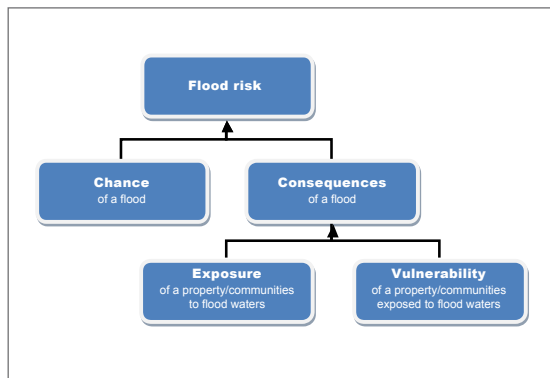 Flood risk
Chance
of a flood
Consequences
of a flood
Exposure
of a property/communities
to flood waters
Vulnerability
of a property/communities
exposed to flood waters